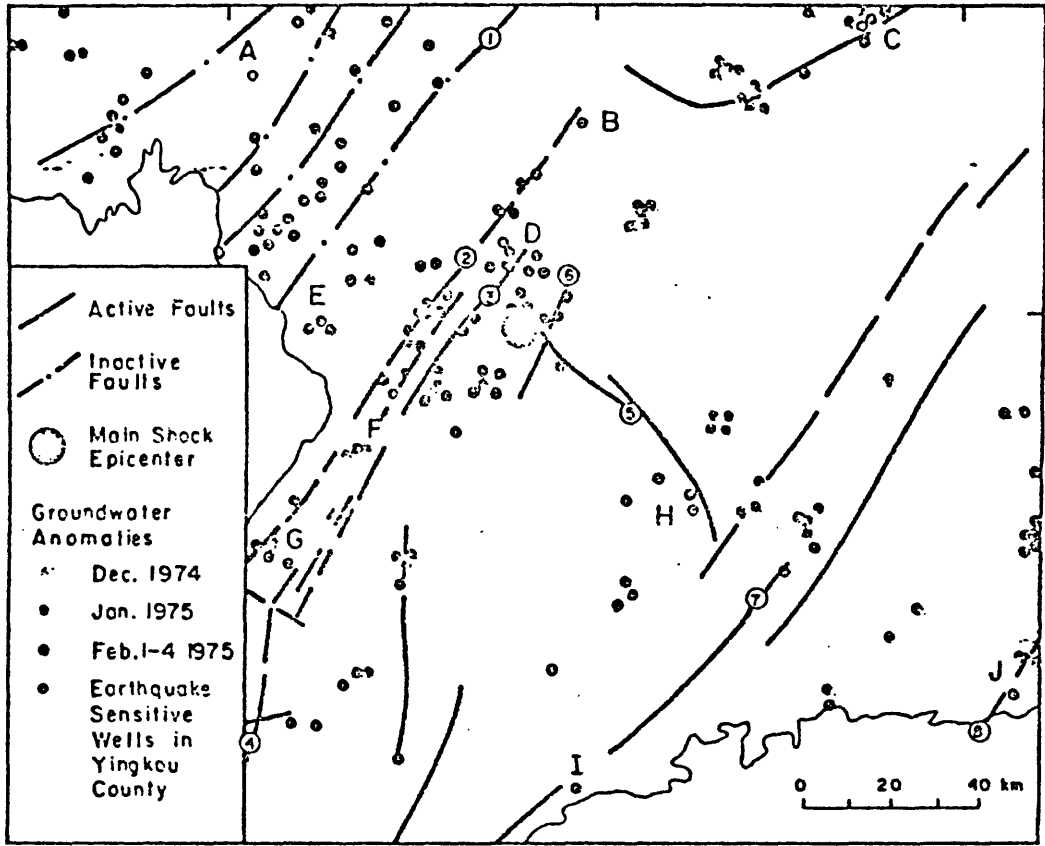 A
1
C
B
D
2
6
3
E
5
F
H
G
7
J
8
4
I
Active Faults
Inactive
Faults
Main Shock
Epicenter
Groundwater
Anomaties
Dec. 1974
Jan. 1975
Feb. 1-4 1975
Earthquake
Sensitive
Wells in
Yingkou
County
0 20 40 km